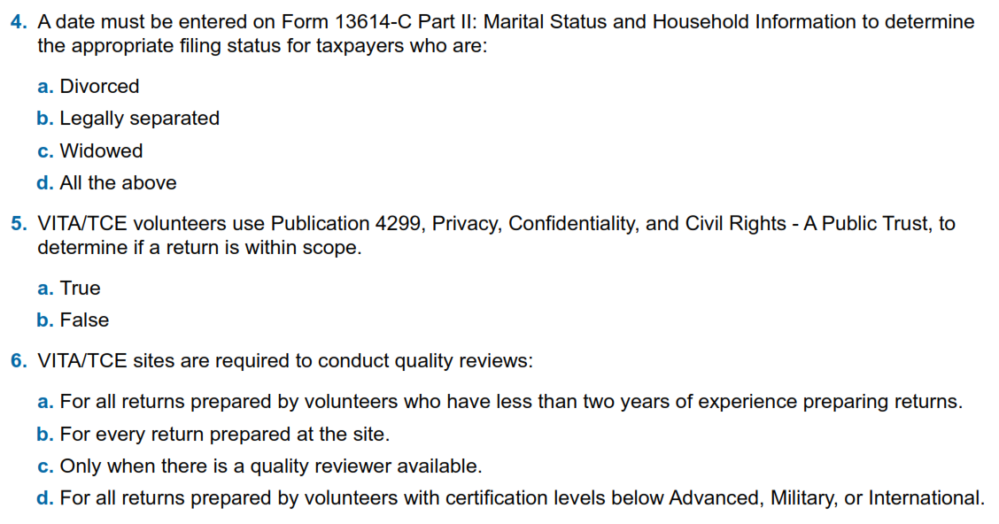 4. A date must be entered on Form 13614-C Part II: Marital Status and Household Information to determine
the appropriate filing status for taxpayers who are:
a. Divorced
b. Legally separated
c. Widowed
d. All the above
5. VITA/TCE volunteers use Publication 4299, Privacy, Confidentiality, and Civil Rights - A Public Trust, to
determine if a return is within scope.
a. True
b. False
6. VITA/TCE sites are required to conduct quality reviews:
a. For all returns prepared by volunteers who have less than two years of experience preparing returns.
b. For every return prepared at the site.
c. Only when there is a quality reviewer available.
d. For all returns prepared by volunteers with certification levels below Advanced, Military, or International.